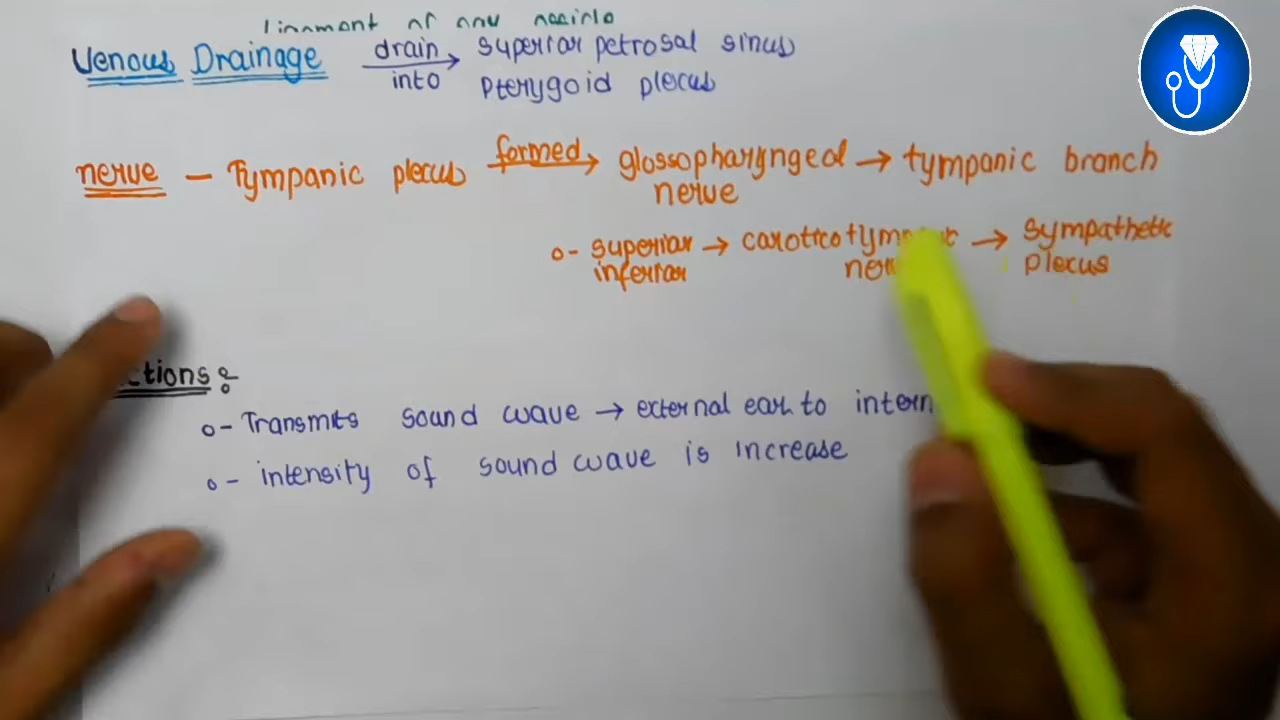 Venous Drainage drain into → superior petrosal sinus
pterygoid plexus
nerve – Tympanic plexus formed → glossopharyngeal nerve → tympanic branch
o- superior inferior → → sympathetic plexus
o- Transmits sound wave → external ear to
o- intensity of sound wave is increase